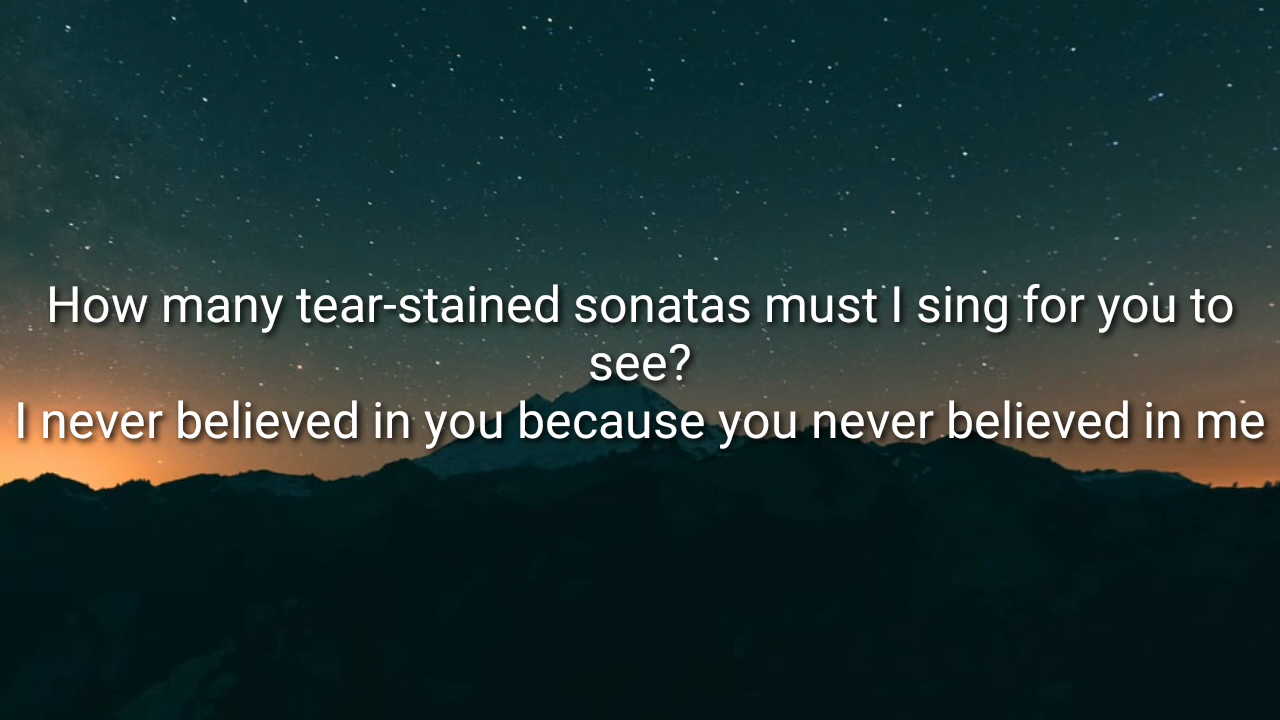 How many tear-stained sonatas must I sing for you to
see?
I never believed in you because you never believed in me